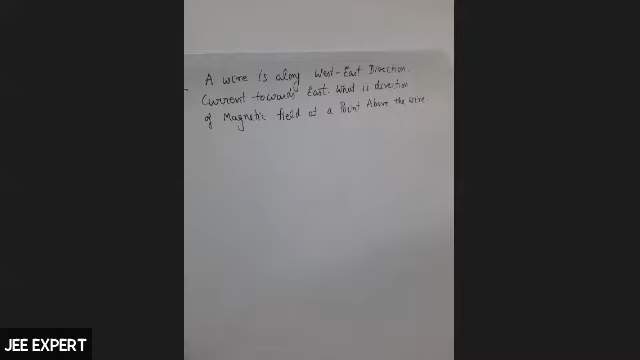 A wire is along West-East Direction.
Current towards East. What is direction
of Magnetic field at a Point Above the wire
JEE EXPERT